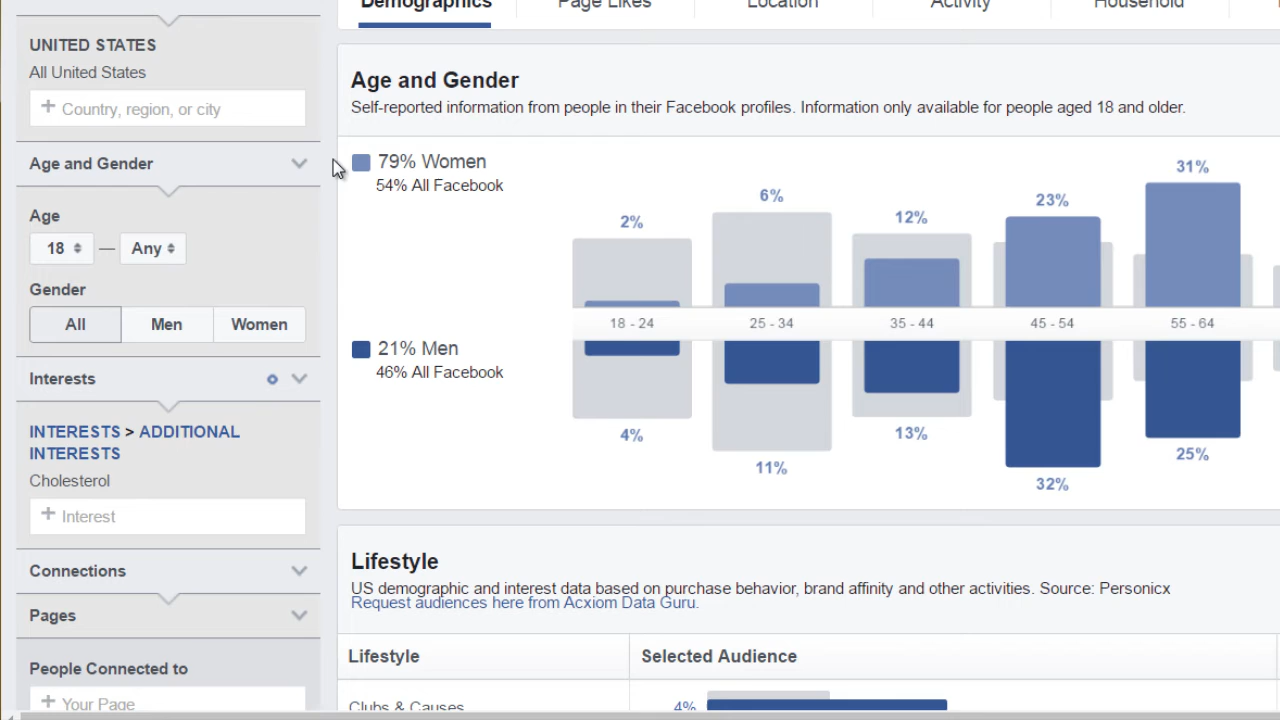 Demographics
Page Likes
Location
Activity
Household
UNITED STATES
All United States
+ Country, region, or city
Age and Gender
Age
18 — Any
Gender
All Men Women
Interests
INTERESTS > ADDITIONAL
INTERESTS
Cholesterol
+ Interest
Connections
Pages
People Connected to
+ Your Page
Age and Gender
Self-reported information from people in their Facebook profiles. Information only available for people aged 18 and older.
79% Women
54% All Facebook
2% 6% 12% 23% 31%
18 - 24 25 - 34 35 - 44 45 - 54 55 - 64
21% Men
46% All Facebook
4% 11% 13% 32% 25%
Lifestyle
US demographic and interest data based on purchase behavior, brand affinity and other activities. Source: Personicx
Request audiences here from Acxiom Data Guru.
Lifestyle Selected Audience
Clubs & Causes 4%